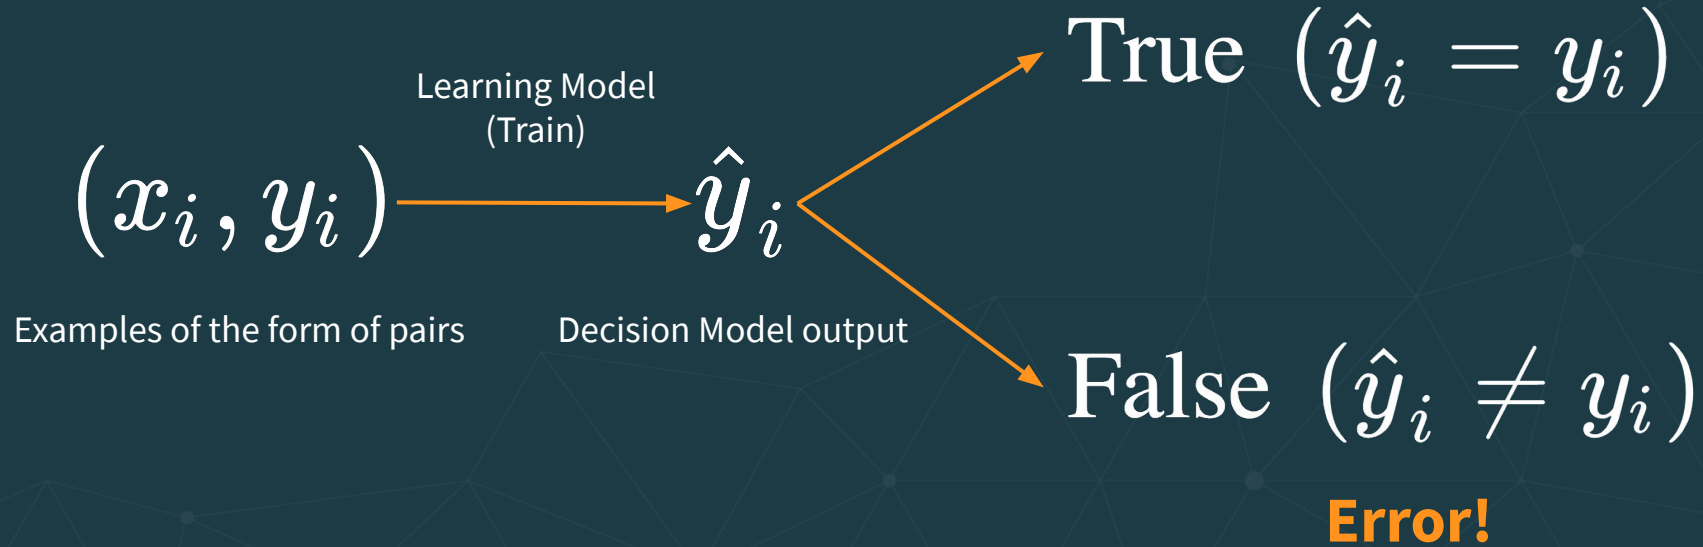 Learning Model
(Train)
(xᵢ, yᵢ)
ŷᵢ
Examples of the form of pairs
Decision Model output
True (ŷᵢ = yᵢ)
False (ŷᵢ ≠ yᵢ)
Error!